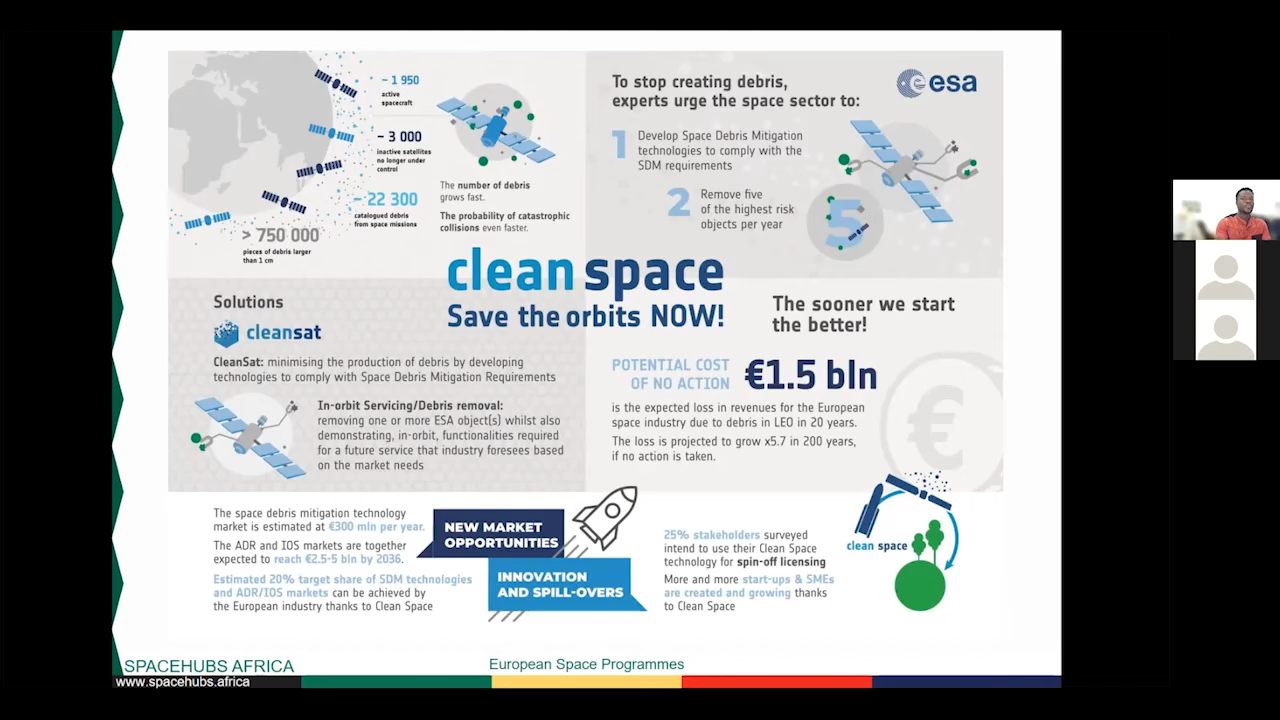 ~ 1 950
active
spacecraft
~ 3 000
inactive satellites
no longer under
control
~ 22 300
catalogued debris
from space missions
> 750 000
pieces of debris larger
than 1 cm
The number of debris
grows fast.
The probability of catastrophic
collisions even faster.
To stop creating debris,
experts urge the space sector to:
esa
1 Develop Space Debris Mitigation
technologies to comply with the
SDM requirements
2 Remove five
of the highest risk
objects per year
5
clean space
Save the orbits NOW!
Solutions
cleansat
CleanSat: minimising the production of debris by developing
technologies to comply with Space Debris Mitigation Requirements
In-orbit Servicing/Debris removal:
removing one or more ESA object(s) whilst also
demonstrating, in-orbit, functionalities required
for a future service that industry foresees based
on the market needs
The sooner we start
the better!
POTENTIAL COST
OF NO ACTION
€1.5 bln
is the expected loss in revenues for the European
space industry due to debris in LEO in 20 years.
The loss is projected to grow x5.7 in 200 years,
if no action is taken.
€
The space debris mitigation technology
market is estimated at €300 mln per year.
The ADR and IOS markets are together
expected to reach €2.5-5 bln by 2036.
Estimated 20% target share of SDM technologies
and ADR/IOS markets can be achieved by
the European industry thanks to Clean Space
NEW MARKET
OPPORTUNITIES
INNOVATION
AND SPILL-OVERS
25% stakeholders surveyed
intend to use their Clean Space
technology for spin-off licensing
More and more start-ups & SMEs
are created and growing thanks
to Clean Space
clean space
SPACEHUBS AFRICA
European Space Programmes
www.spacehubs.africa